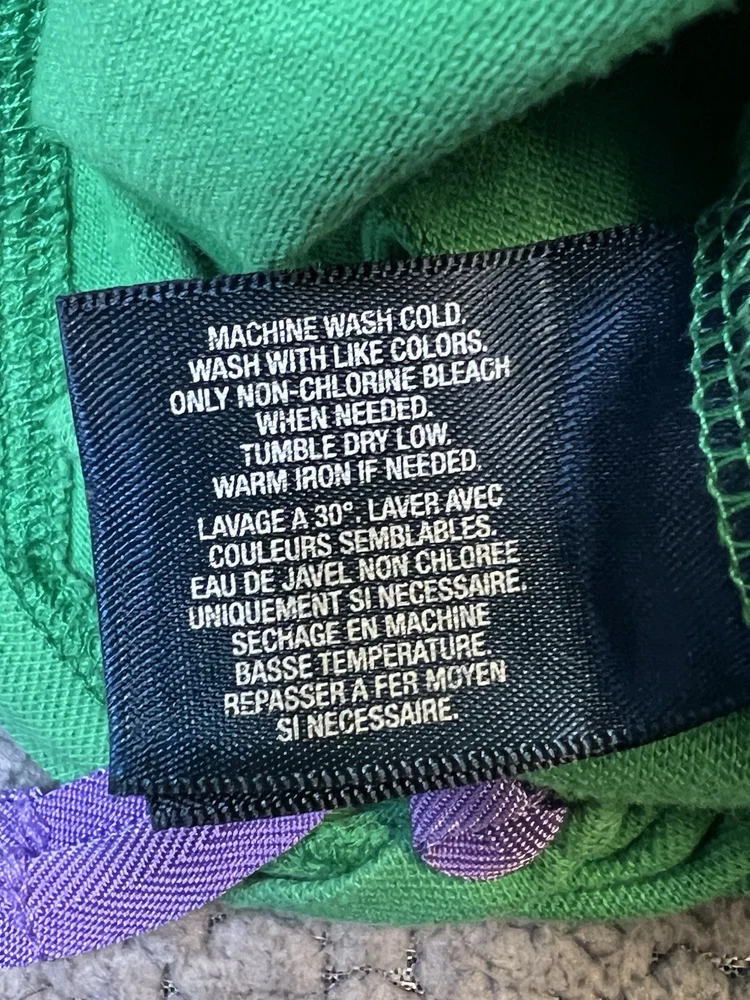 MACHINE WASH COLD.
WASH WITH LIKE COLORS.
ONLY NON-CHLORINE BLEACH
WHEN NEEDED.
TUMBLE DRY LOW.
WARM IRON IF NEEDED.
LAVAGE A 30°. LAVER AVEC
COULEURS SEMBLABLES.
EAU DE JAVEL NON CHLOREE
UNIQUEMENT SI NECESSAIRE.
SECHAGE EN MACHINE
BASSE TEMPERATURE.
REPASSER A FER MOYEN
SI NECESSAIRE.